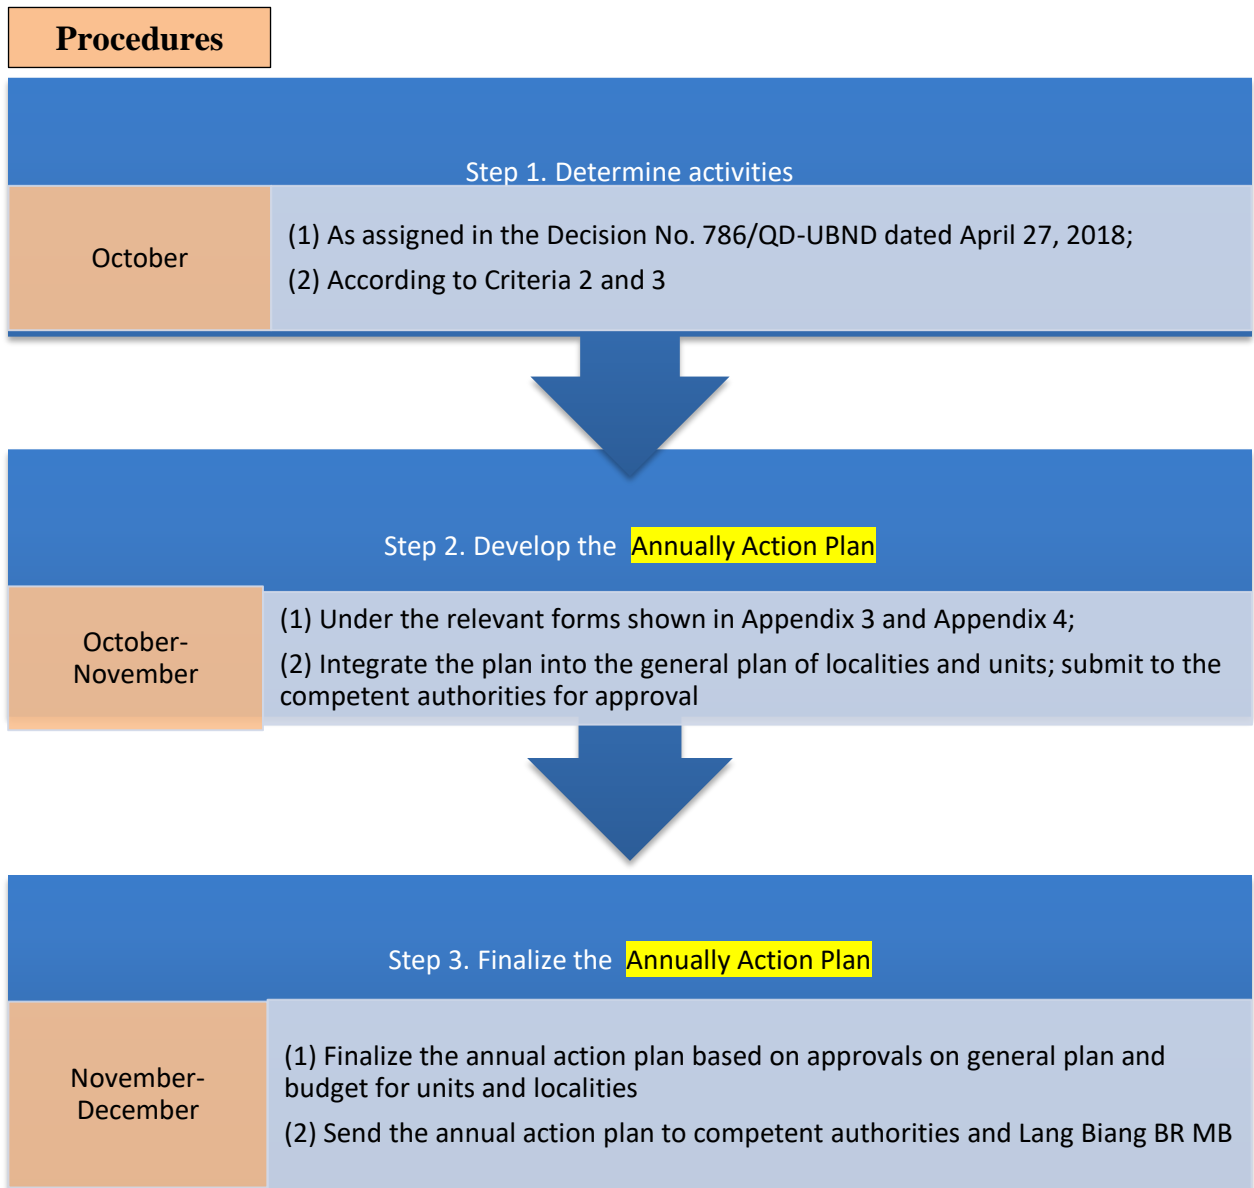 Procedures
Step 1. Determine activities
October
(1) As assigned in the Decision No. 786/QD-UBND dated April 27, 2018;
(2) According to Criteria 2 and 3
Step 2. Develop the Annually Action Plan
October-
November
(1) Under the relevant forms shown in Appendix 3 and Appendix 4;
(2) Integrate the plan into the general plan of localities and units; submit to the
competent authorities for approval
Step 3. Finalize the Annually Action Plan
November-
December
(1) Finalize the annual action plan based on approvals on general plan and
budget for units and localities
(2) Send the annual action plan to competent authorities and Lang Biang BR MB